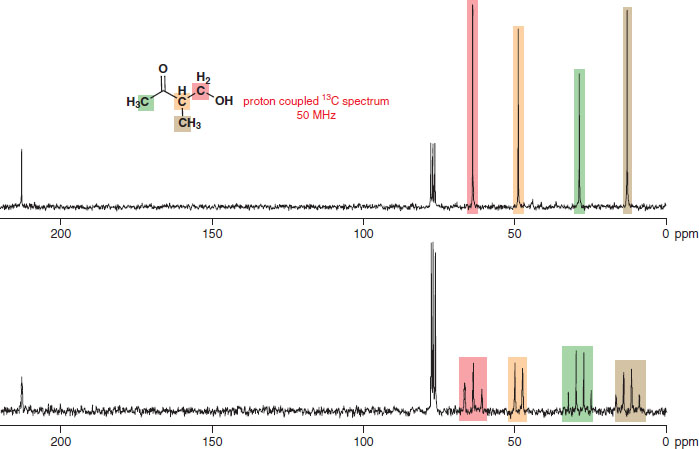 O
H₂
H C
H₃C C OH
CH₃
proton coupled ¹³C spectrum
50 MHz
200 150 100 50 0 ppm
200 150 100 50 0 ppm